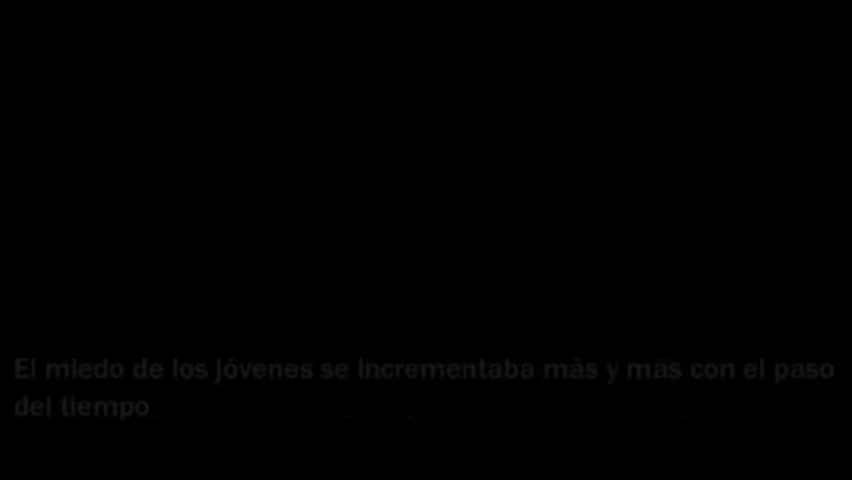 El miedo de los jóvenes se incrementaba más y más con el paso
del tiempo